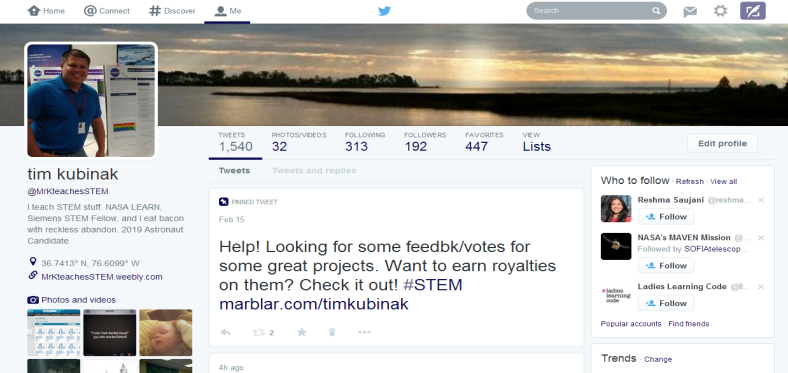 Home
Connect
# Discover
Me
Search
TWEETS
1,540
PHOTOS/VIDEOS
32
FOLLOWING
313
FOLLOWERS
192
FAVORITES
447
VIEW
Lists
Edit profile
tim kubinak
@MrKteachesSTEM
I teach STEM stuff. NASA LEARN,
Siemens STEM Fellow, and I eat bacon
with reckless abandon. 2019 Astronaut
Candidate.
36.7413° N, 76.6099° W
MrKteachesSTEM.weebly.com
Photos and videos
Tweets
Tweets and replies
PINNED TWEET
Feb 15
Help! Looking for some feedbk/votes for
some great projects. Want to earn royalties
on them? Check it out! #STEM
marblar.com/timkubinak
2
4h ago
Who to follow · Refresh · View all
Reshma Saujani @reshma...
Follow
NASA's MAVEN Mission @...
Followed by SOFIAtelescop...
Follow
ladies
learning
code
Ladies Learning Code @ll...
Follow
Popular accounts · Find friends
Trends · Change